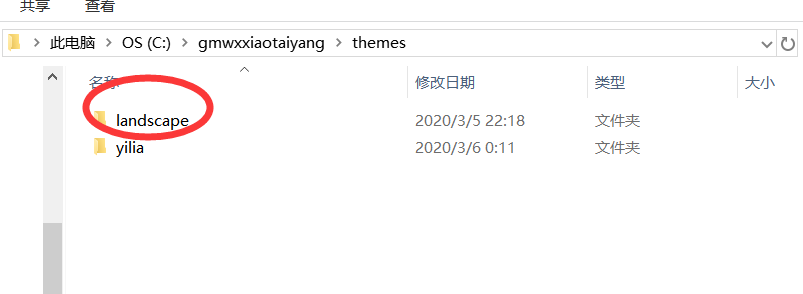 共享 查看
此电脑 OS (C:) gmwxxiaotaiyang themes
名称 修改日期 类型 大小
landscape 2020/3/5 22:18 文件夹
yilia 2020/3/6 0:11 文件夹